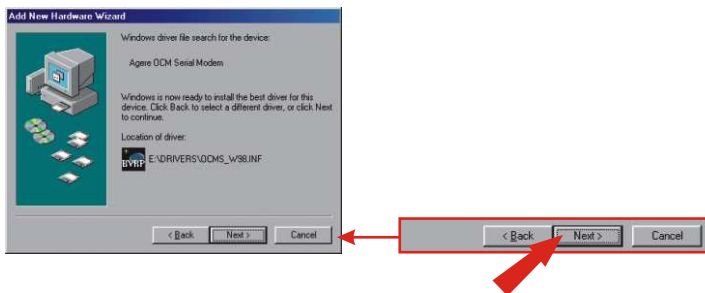 Add New Hardware Wizard
Windows driver file search for the device:
Agere OCM Serial Modem
Windows is now ready to install the best driver for this
device. Click Back to select a different driver, or click Next
to continue.
Location of driver:
E:\DRIVERS\OCMS_W98.INF
< Back Next > Cancel
< Back Next > Cancel